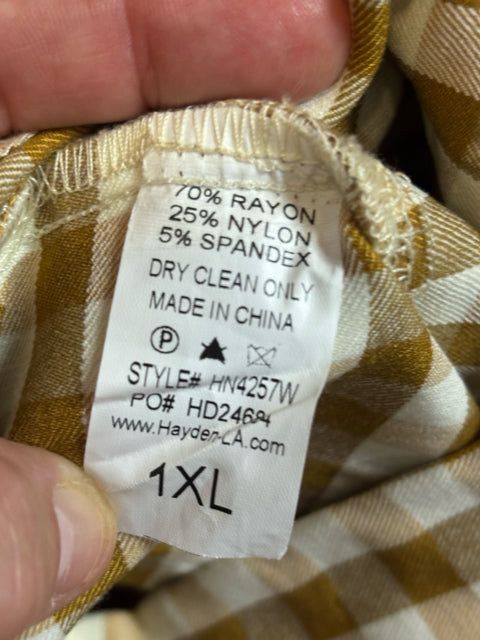 70% RAYON
25% NYLON
5% SPANDEX
DRY CLEAN ONLY
MADE IN CHINA
P
STYLE# HN4257W
PO# HD2464
www.Hayden-LA.com
1XL